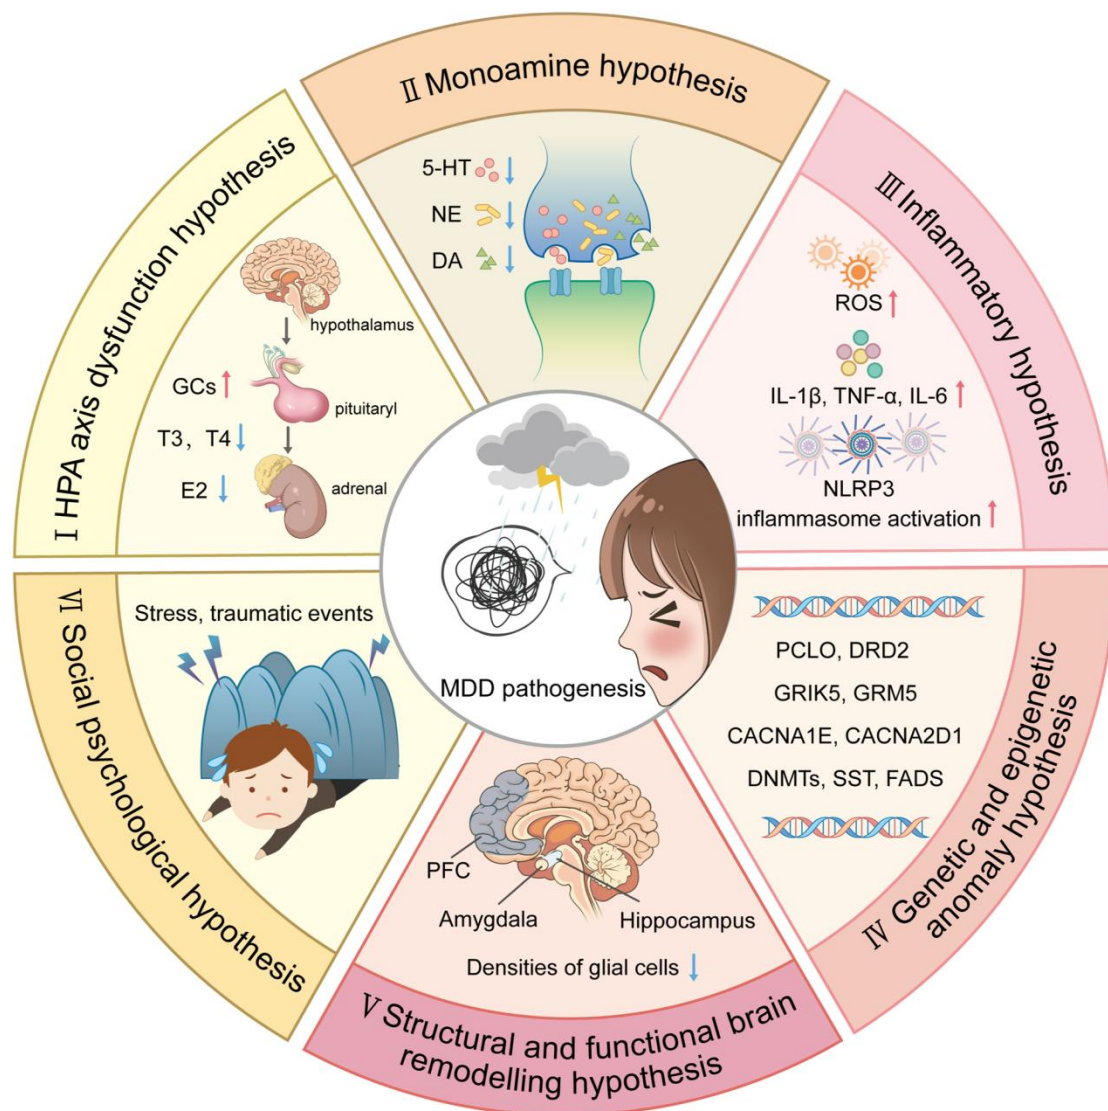 Ⅰ HPA axis dysfunction hypothesis
hypothalamus
GCs ↑
pituitaryl
T3, T4 ↓
E2 ↓
adrenal
Ⅱ Monoamine hypothesis
5-HT ↓
NE ↓
DA ↓
Ⅲ Inflammatory hypothesis
ROS ↑
IL-1β, TNF-α, IL-6 ↑
NLRP3
inflammasome activation ↑
Ⅳ Genetic and epigenetic
anomaly hypothesis
PCLO, DRD2
GRIK5, GRM5
CACNA1E, CACNA2D1
DNMTs, SST, FADS
Ⅴ Structural and functional brain
remodelling hypothesis
PFC
Amygdala
Hippocampus
Densities of glial cells ↓
Ⅵ Social psychological hypothesis
Stress, traumatic events
MDD pathogenesis